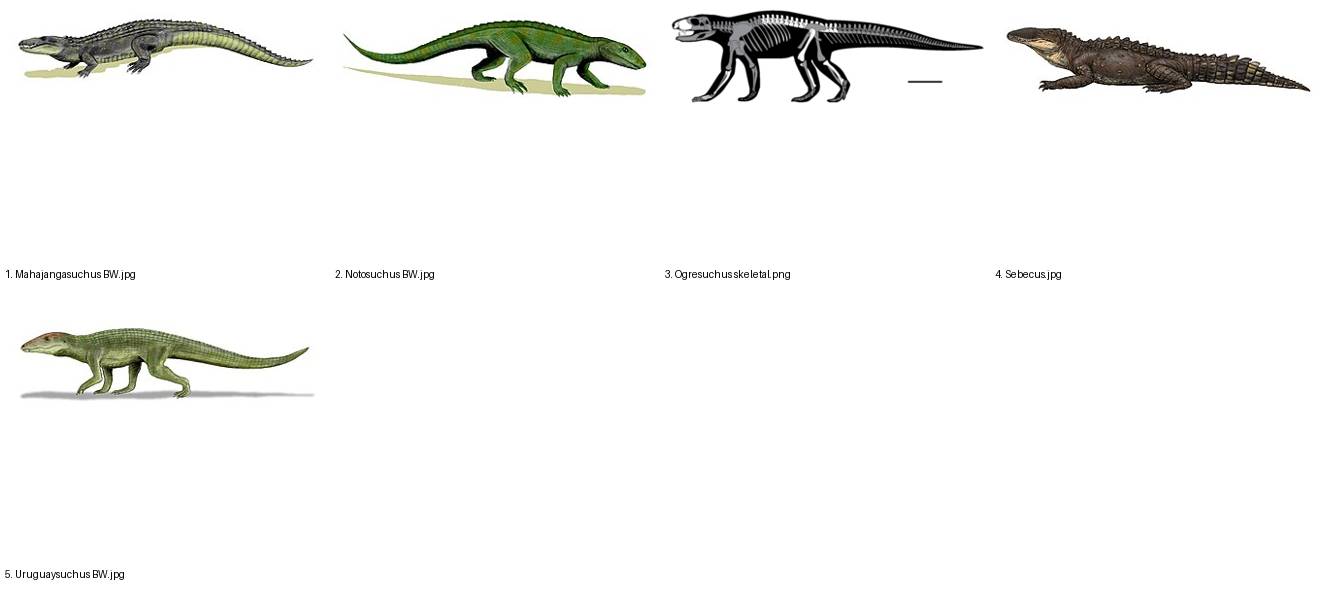 1. Mahajangasuchus BW.jpg
2. Notosuchus BW.jpg
3. Ogresuchus skeletal.png
4. Sebecus.jpg
5. Uruguaysuchus BW.jpg